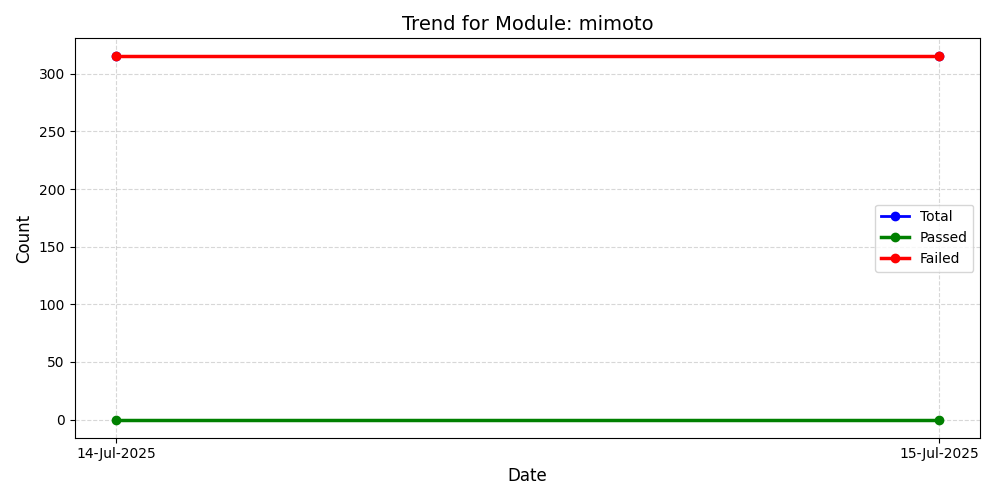 Trend for Module: mimoto
Count
300
250
200
150
100
50
0
Total
Passed
Failed
14-Jul-2025
15-Jul-2025
Date